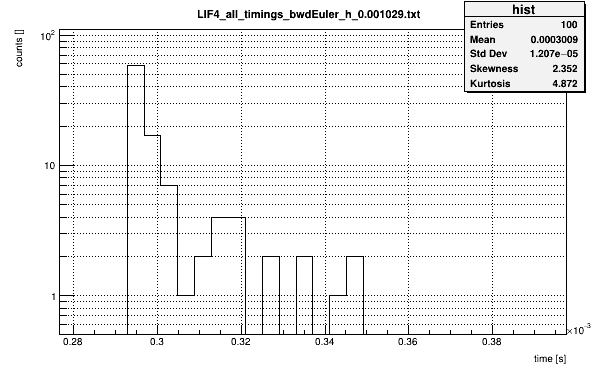 LIF4_all_timings_bwdEuler_h_0.001029.txt
hist
Entries 100
Mean 0.0003009
Std Dev 1.207e−05
Skewness 2.352
Kurtosis 4.872
counts []
10²
10
1
0.28 0.3 0.32 0.34 0.36 0.38
×10⁻³
time [s]